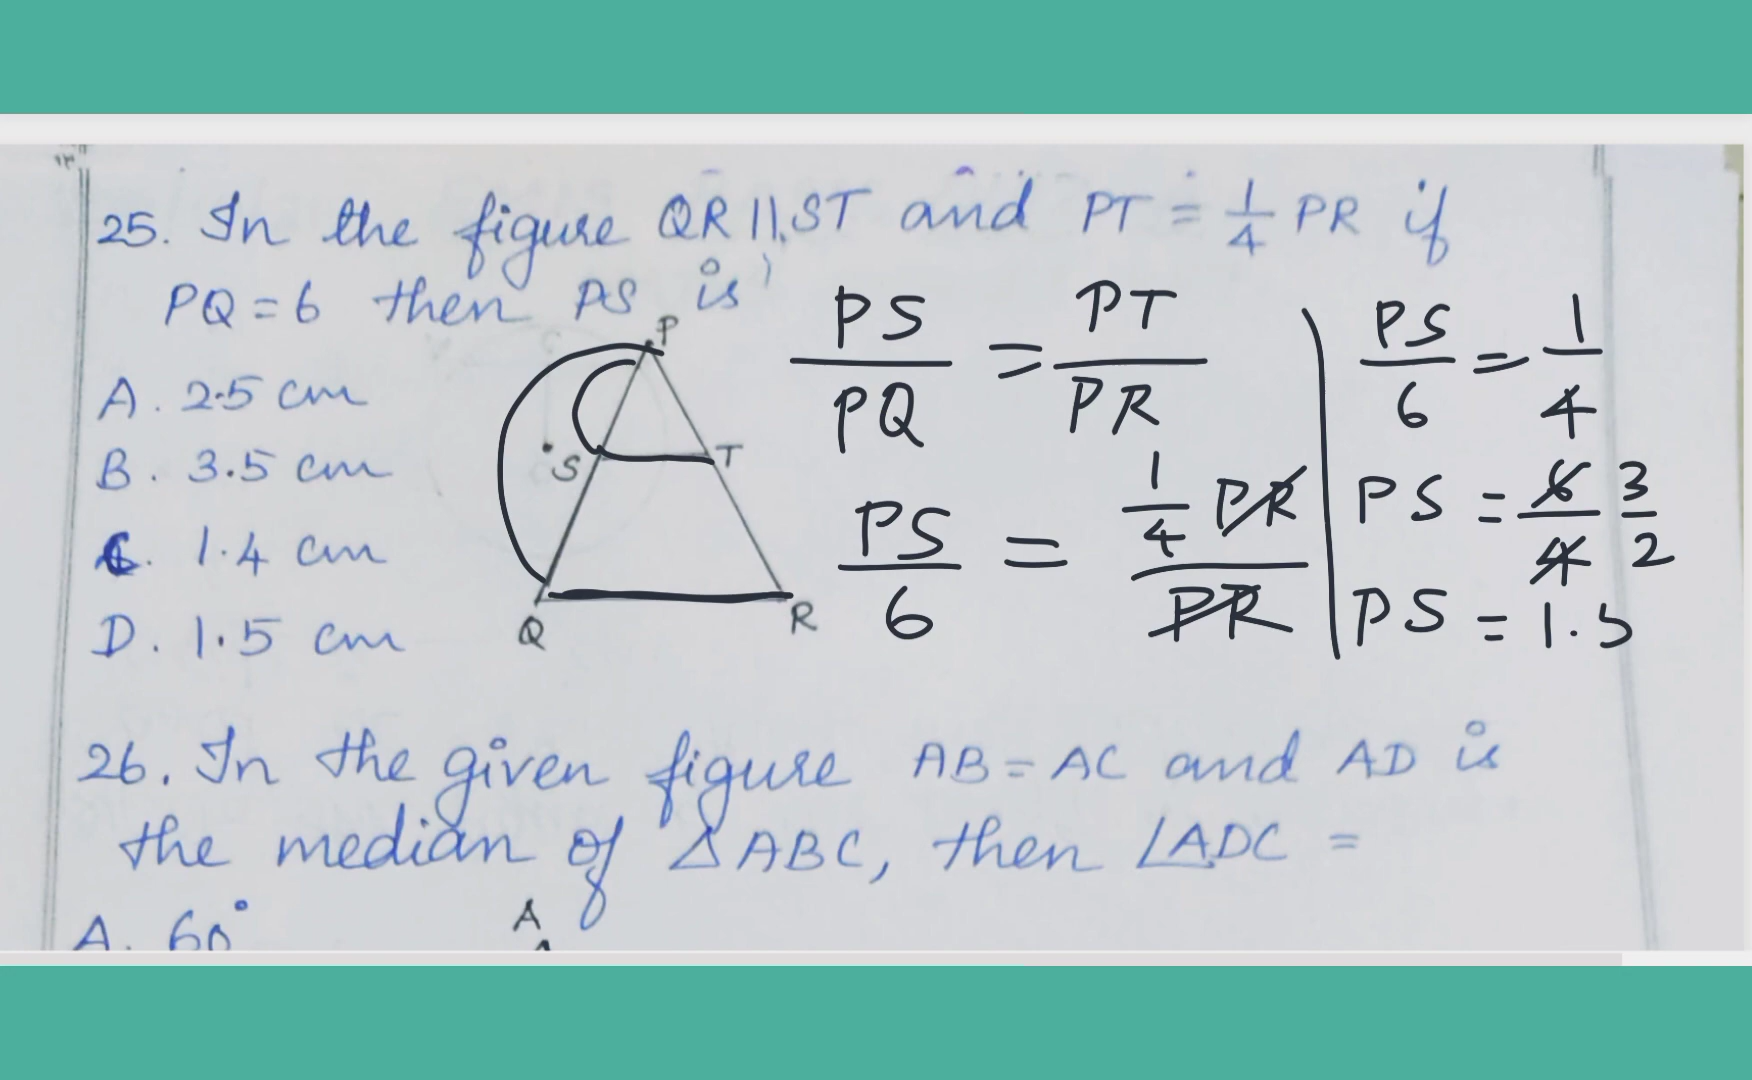 25. In the figure QR || ST and PT = 1/4 PR if
PQ = 6 then PS is
A. 2.5 cm
B. 3.5 cm
C. 1.4 cm
D. 1.5 cm
P
S
T
Q
R
PS/PQ = PT/PR
PS/6 = 1/4 PR/PR
PS/6 = 1/4
PS = 6/4 3/2
PS = 1.5
26. In the given figure AB = AC and AD is
the median of △ABC, then ∠ADC =
A. 60°
A